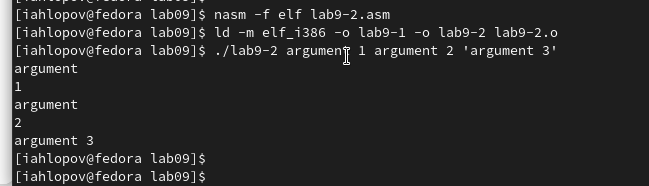 [iahlopov@fedora lab09]$ nasm -f elf lab9-2.asm
[iahlopov@fedora lab09]$ ld -m elf_i386 -o lab9-1 -o lab9-2 lab9-2.o
[iahlopov@fedora lab09]$ ./lab9-2 argument 1 argument 2 'argument 3'
argument
1
argument
2
argument 3
[iahlopov@fedora lab09]$
[iahlopov@fedora lab09]$